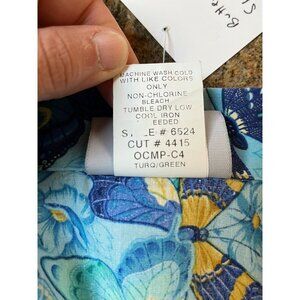 MACHINE WASH COLD
WITH LIKE COLORS
ONLY
NON-CHLORINE
BLEACH
TUMBLE DRY LOW
COOL IRON
EEDED
# 6524
CUT # 4415
OCMP-C4
TURQ/GREEN